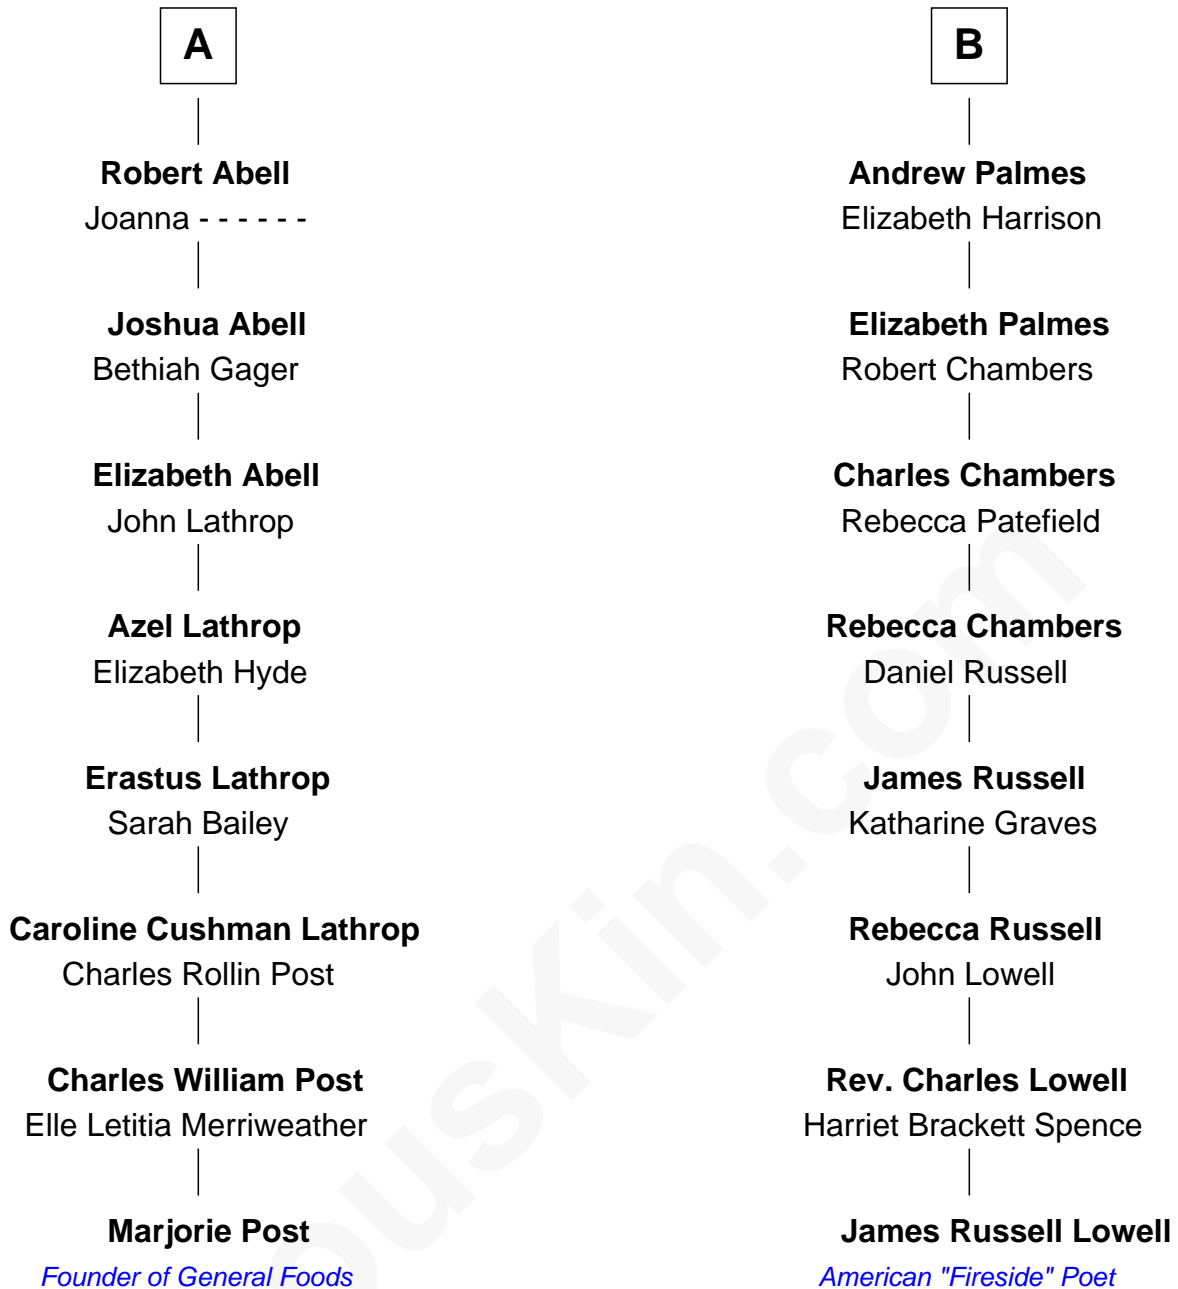 A
Robert Abell
Joanna - - - - - -
Joshua Abell
Bethiah Gager
Elizabeth Abell
John Lathrop
Azel Lathrop
Elizabeth Hyde
Erastus Lathrop
Sarah Bailey
Caroline Cushman Lathrop
Charles Rollin Post
Charles William Post
Elle Letitia Merriweather
Marjorie Post
Founder of General Foods
B
Andrew Palmes
Elizabeth Harrison
Elizabeth Palmes
Robert Chambers
Charles Chambers
Rebecca Patefield
Rebecca Chambers
Daniel Russell
James Russell
Katharine Graves
Rebecca Russell
John Lowell
Rev. Charles Lowell
Harriet Brackett Spence
James Russell Lowell
American "Fireside" Poet
ousKin.com